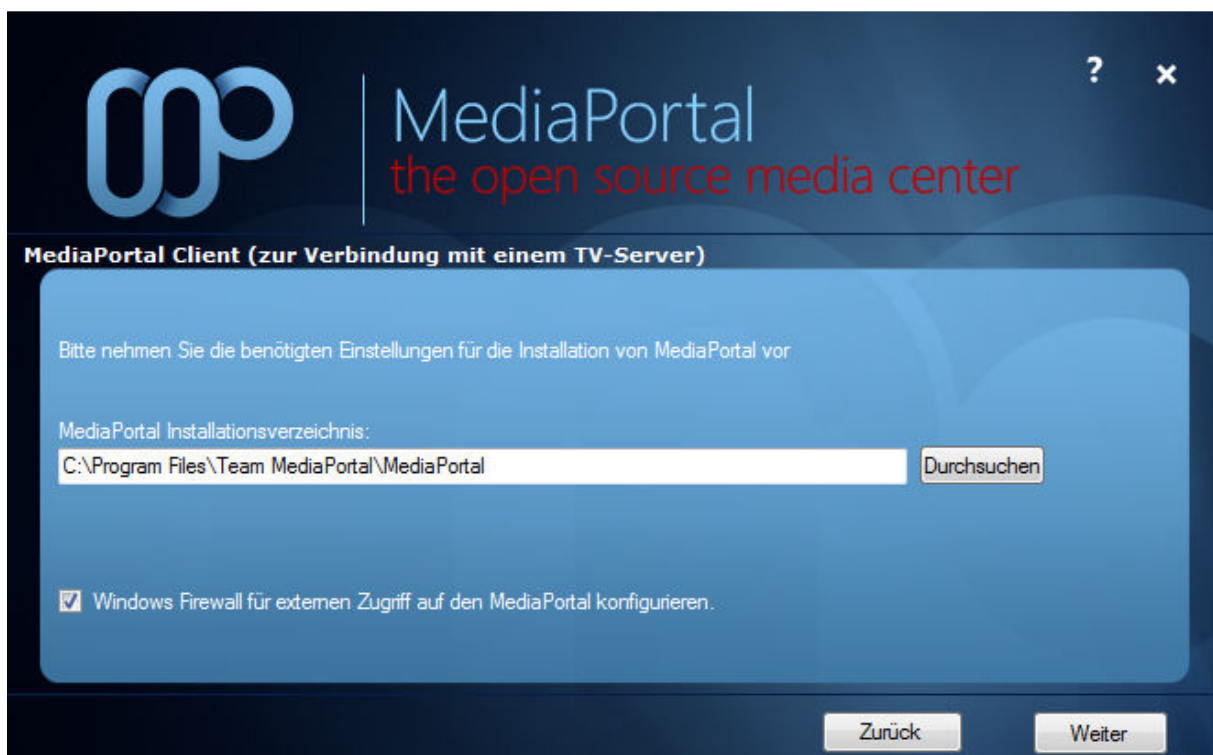 ? ×
MediaPortal
the open source media center
MediaPortal Client (zur Verbindung mit einem TV-Server)
Bitte nehmen Sie die benötigten Einstellungen für die Installation von MediaPortal vor
MediaPortal Installationsverzeichnis:
C:\Program Files\Team MediaPortal\MediaPortal
Durchsuchen
Windows Firewall für externen Zugriff auf den MediaPortal konfigurieren.
Zurück
Weiter